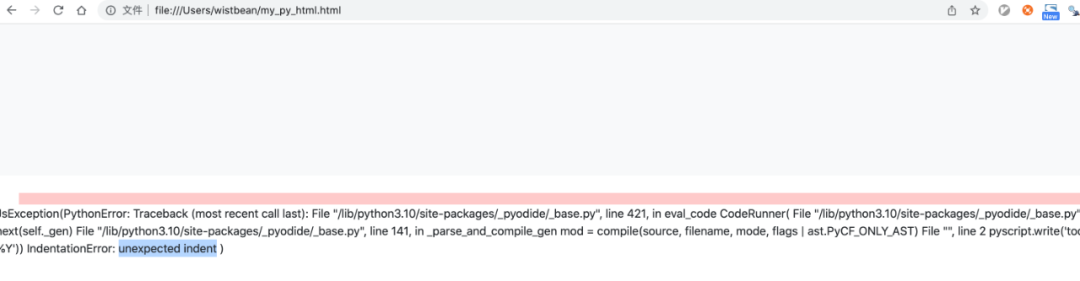 文件 file:///Users/wistbean/my_py_html.html
New
JsException(PythonError: Traceback (most recent call last): File "/lib/python3.10/site-packages/_pyodide/_base.py", line 421, in eval_code CodeRunner( File "/lib/python3.10/site-packages/_pyodide/_base.py"
next(self._gen) File "/lib/python3.10/site-packages/_pyodide/_base.py", line 141, in _parse_and_compile_gen mod = compile(source, filename, mode, flags | ast.PyCF_ONLY_AST) File "", line 2 pyscript.write('too
%Y')) IndentationError: unexpected indent )